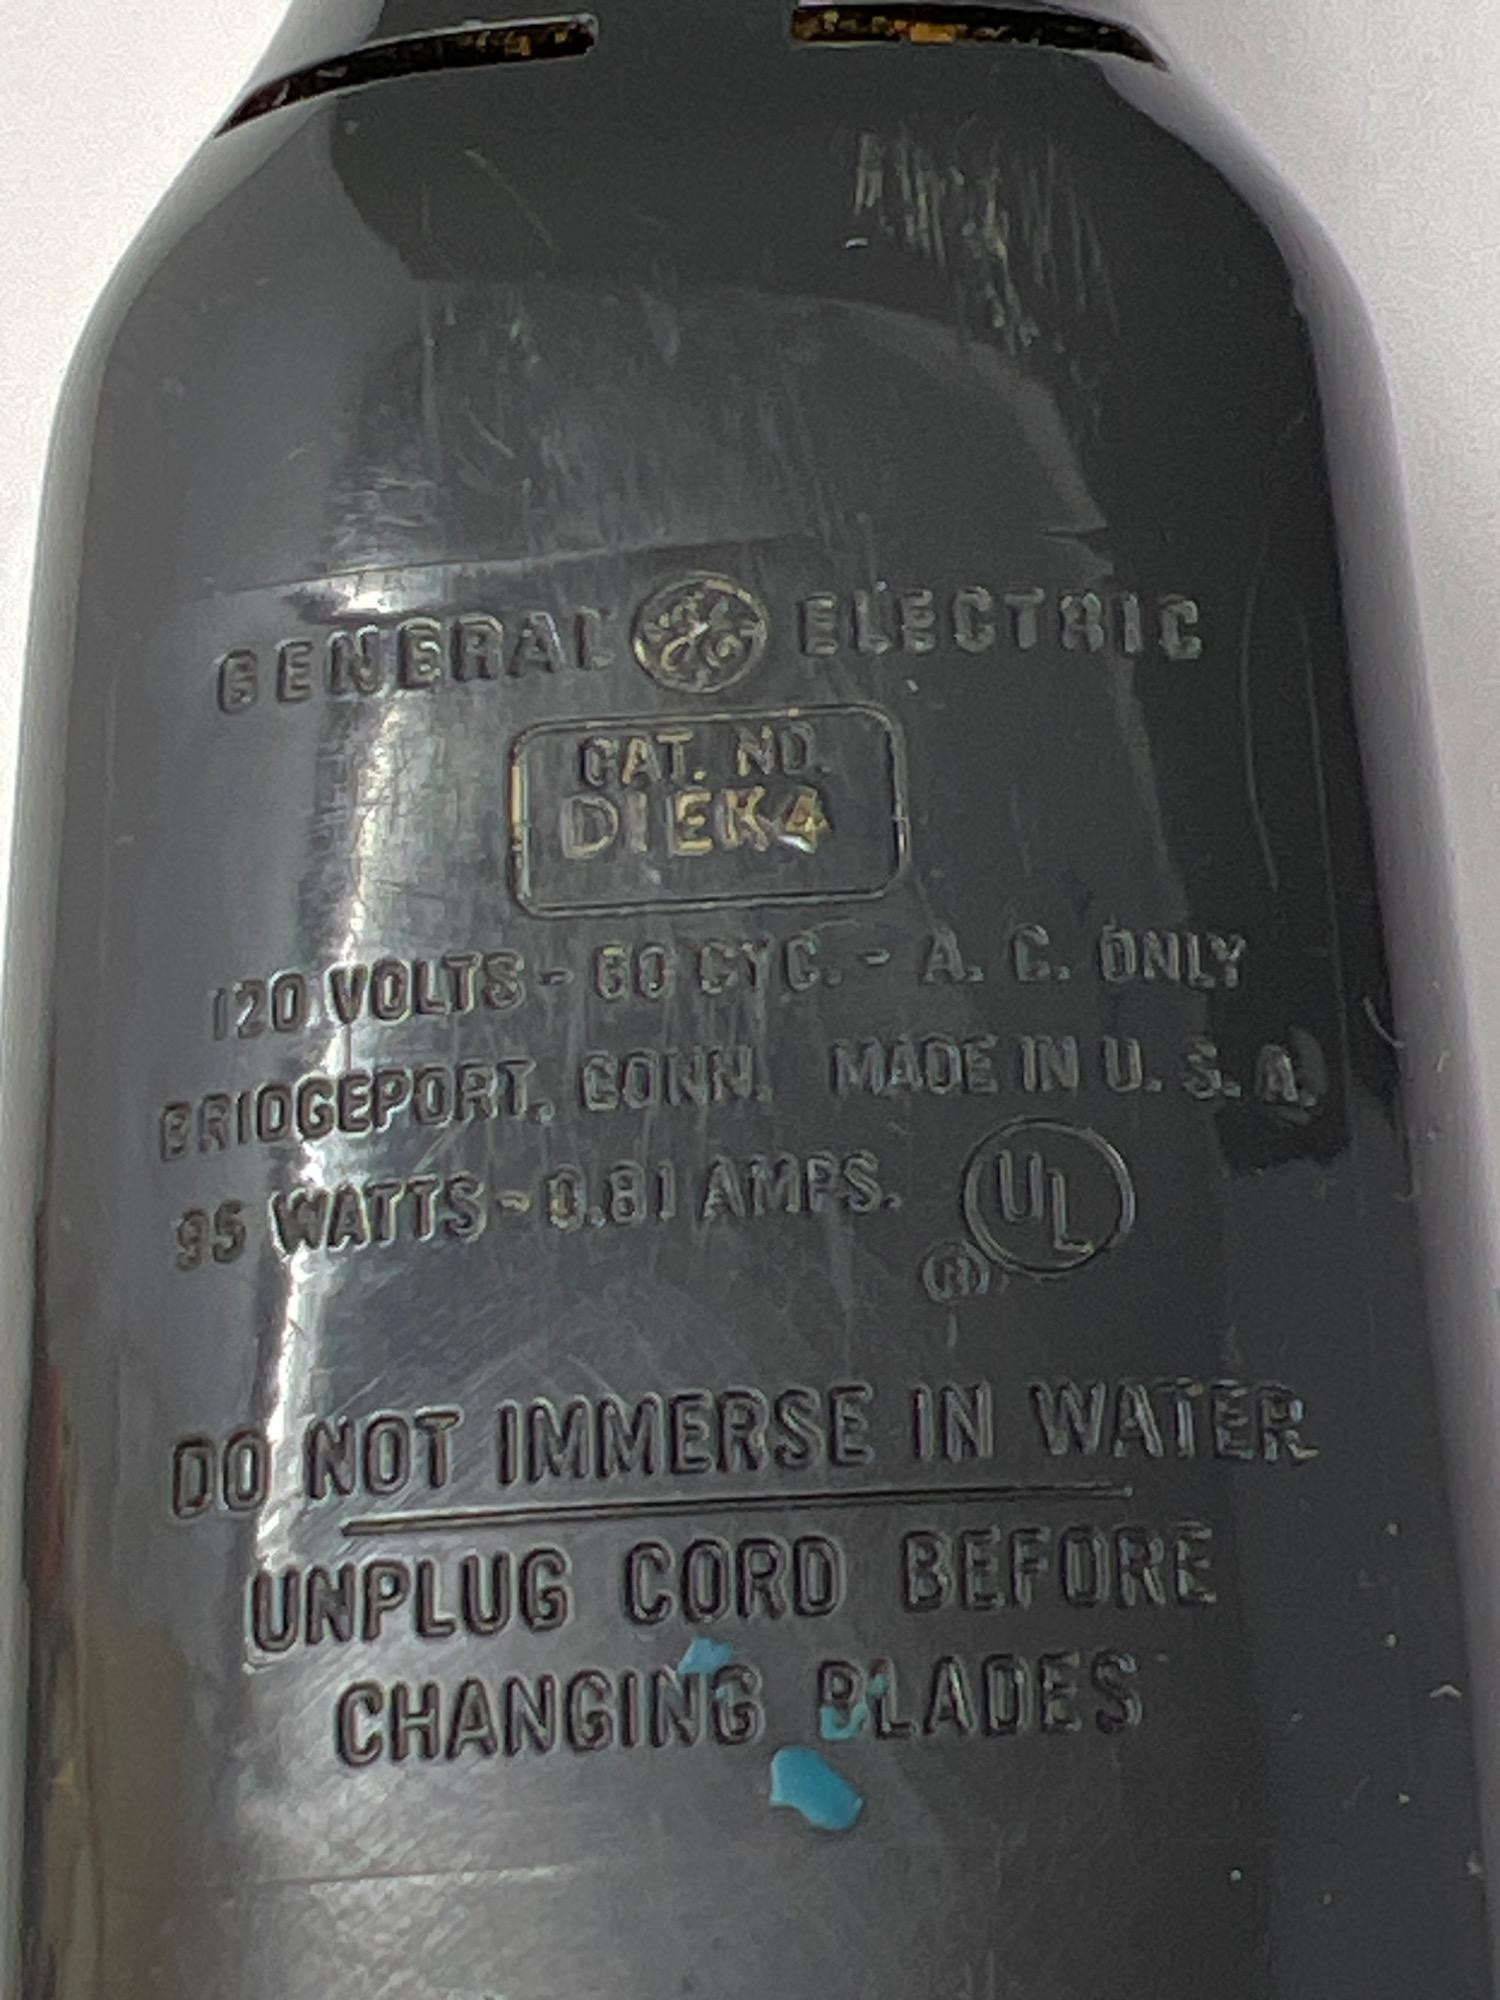 GENERAL GE ELECTRIC
CAT. NO.
D1EK4
120 VOLTS - 60 CYC. - A. C. ONLY
BRIDGEPORT, CONN. MADE IN U. S. A.
95 WATTS - 0.81 AMPS. UL
®
DO NOT IMMERSE IN WATER
UNPLUG CORD BEFORE
CHANGING BLADES